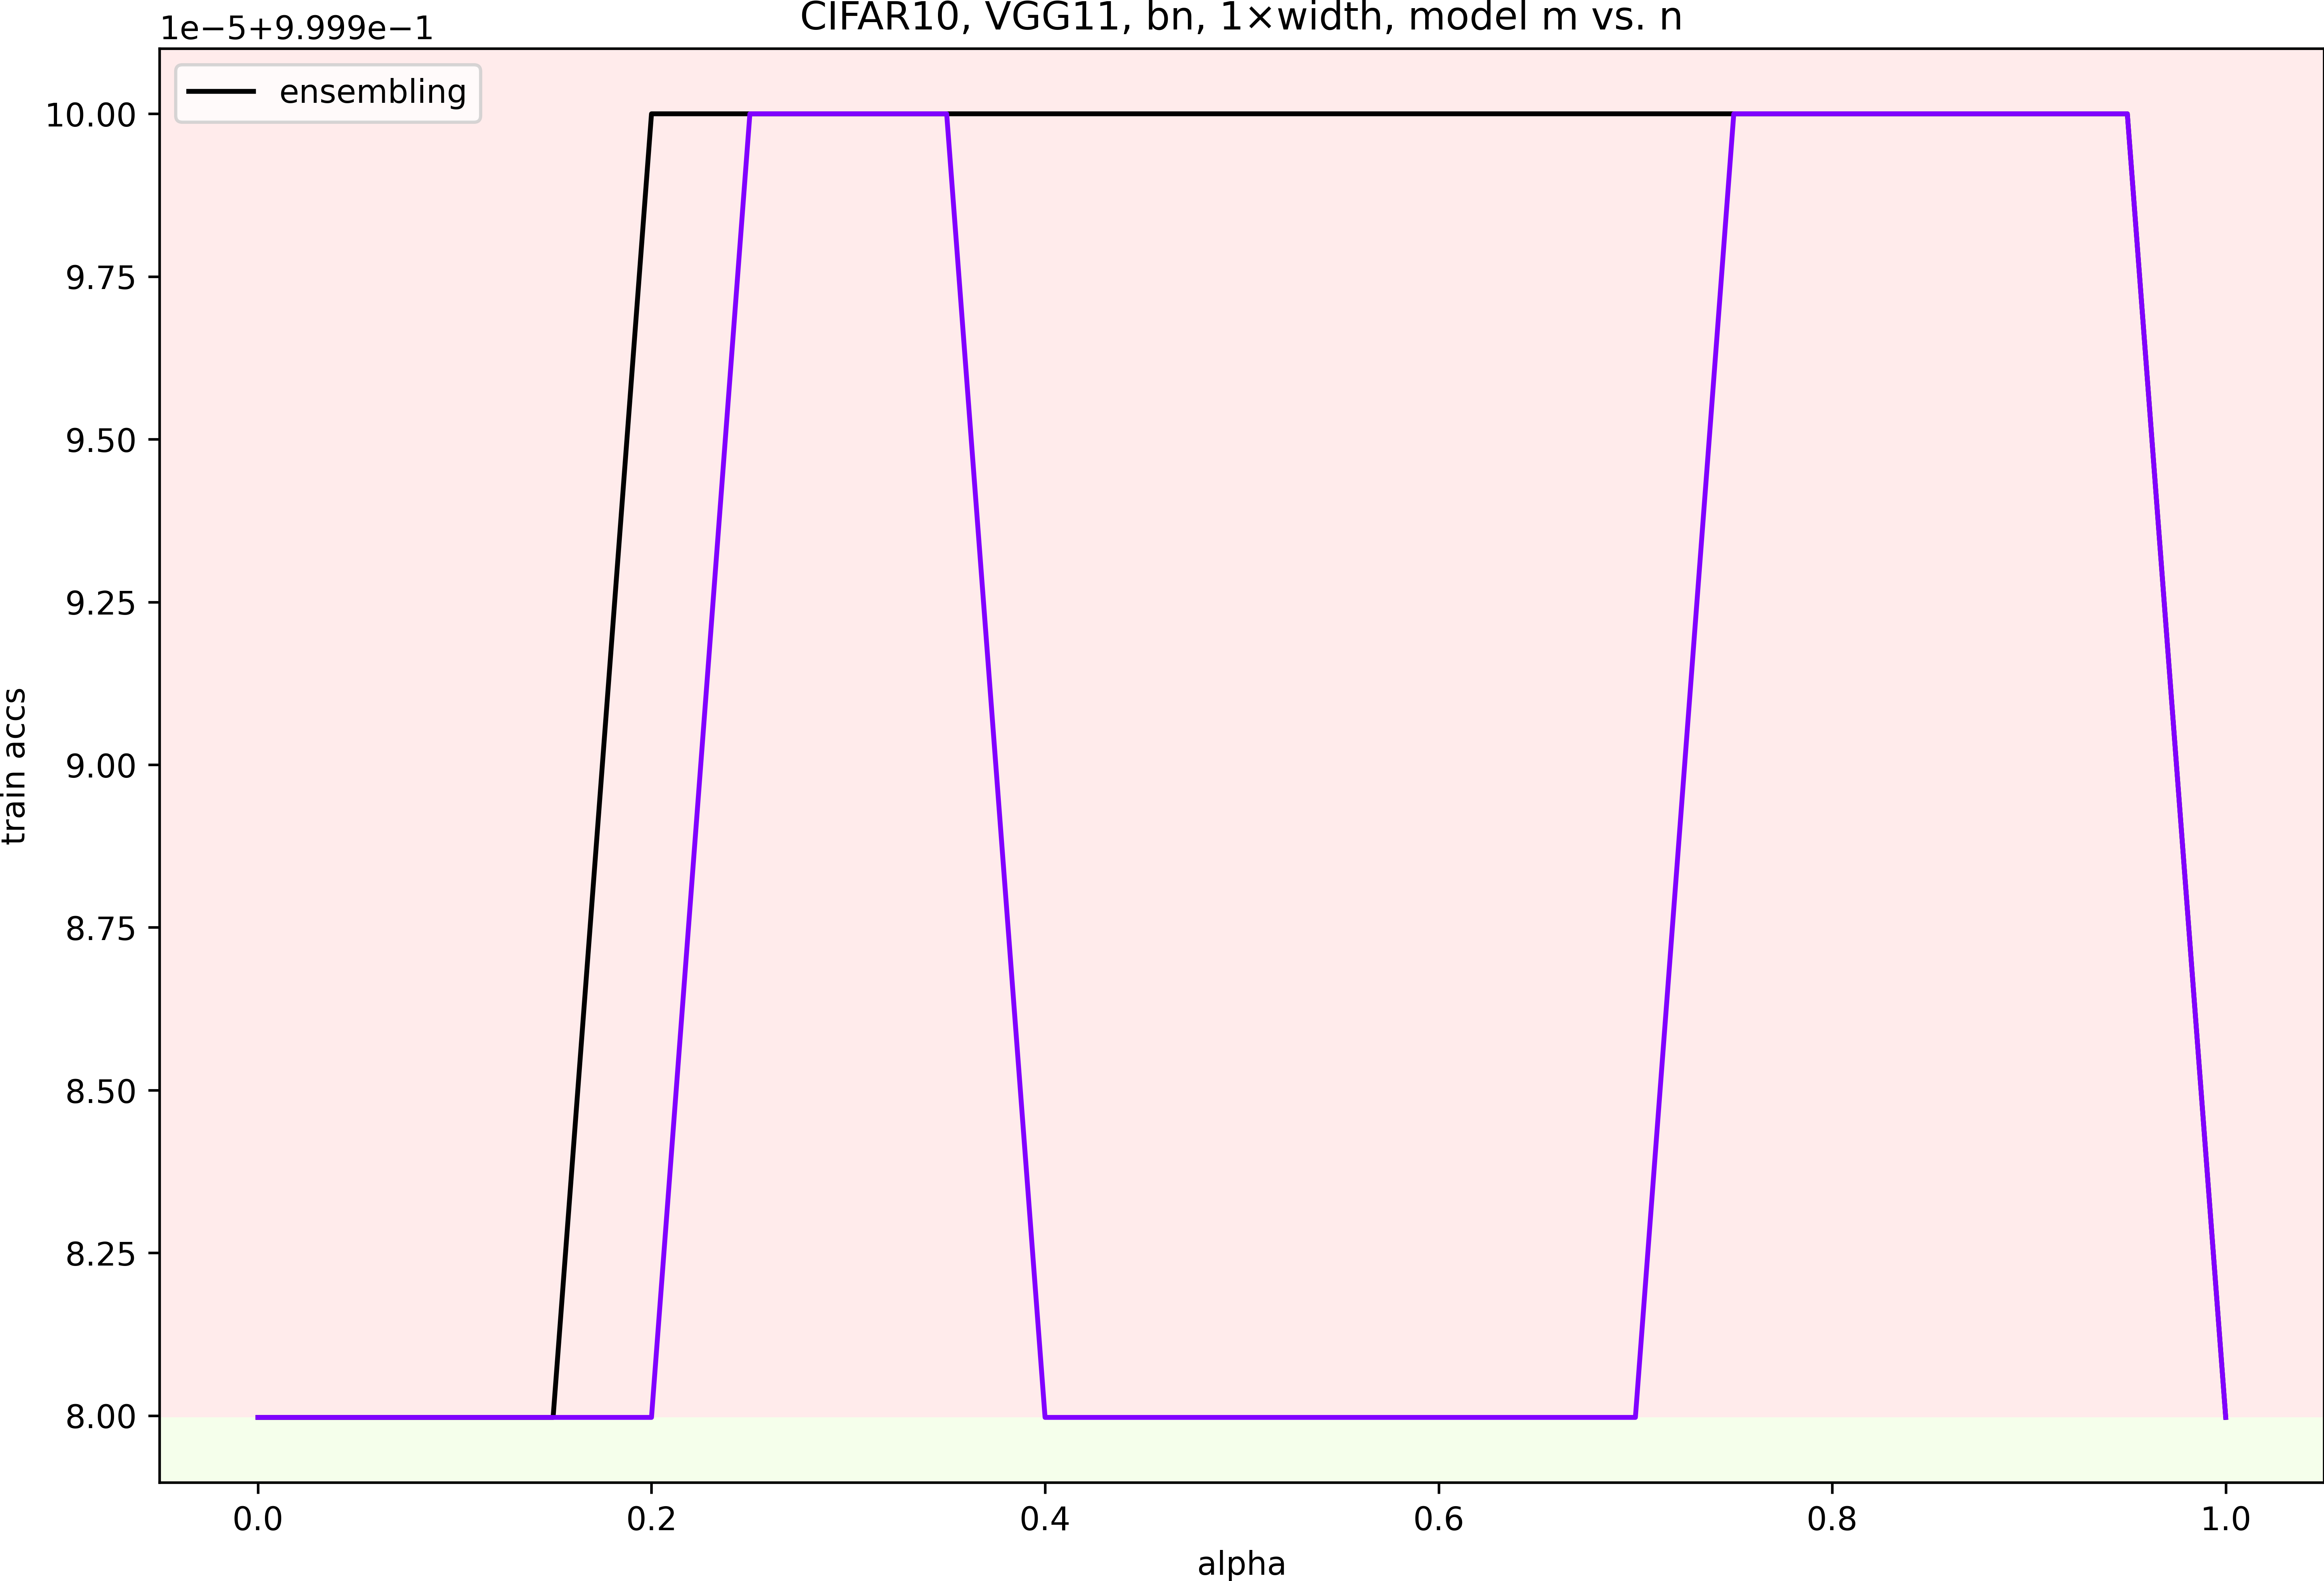 CIFAR10, VGG11, bn, 1×width, model m vs. n
1e−5+9.999e−1
ensembling
10.00
9.75
9.50
9.25
9.00
8.75
8.50
8.25
8.00
train accs
0.0 0.2 0.4 0.6 0.8 1.0
alpha